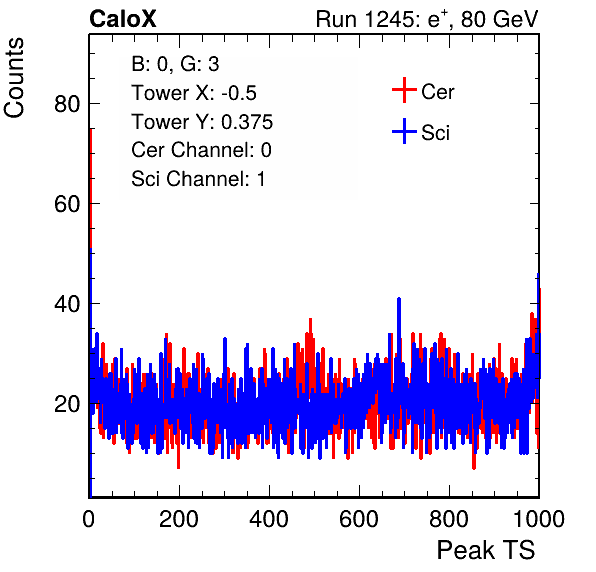 CaloX Run 1245: e⁺, 80 GeV
Counts
B: 0, G: 3
Tower X: -0.5
Tower Y: 0.375
Cer Channel: 0
Sci Channel: 1
Cer
Sci
80
60
40
20
0 200 400 600 800 1000
Peak TS